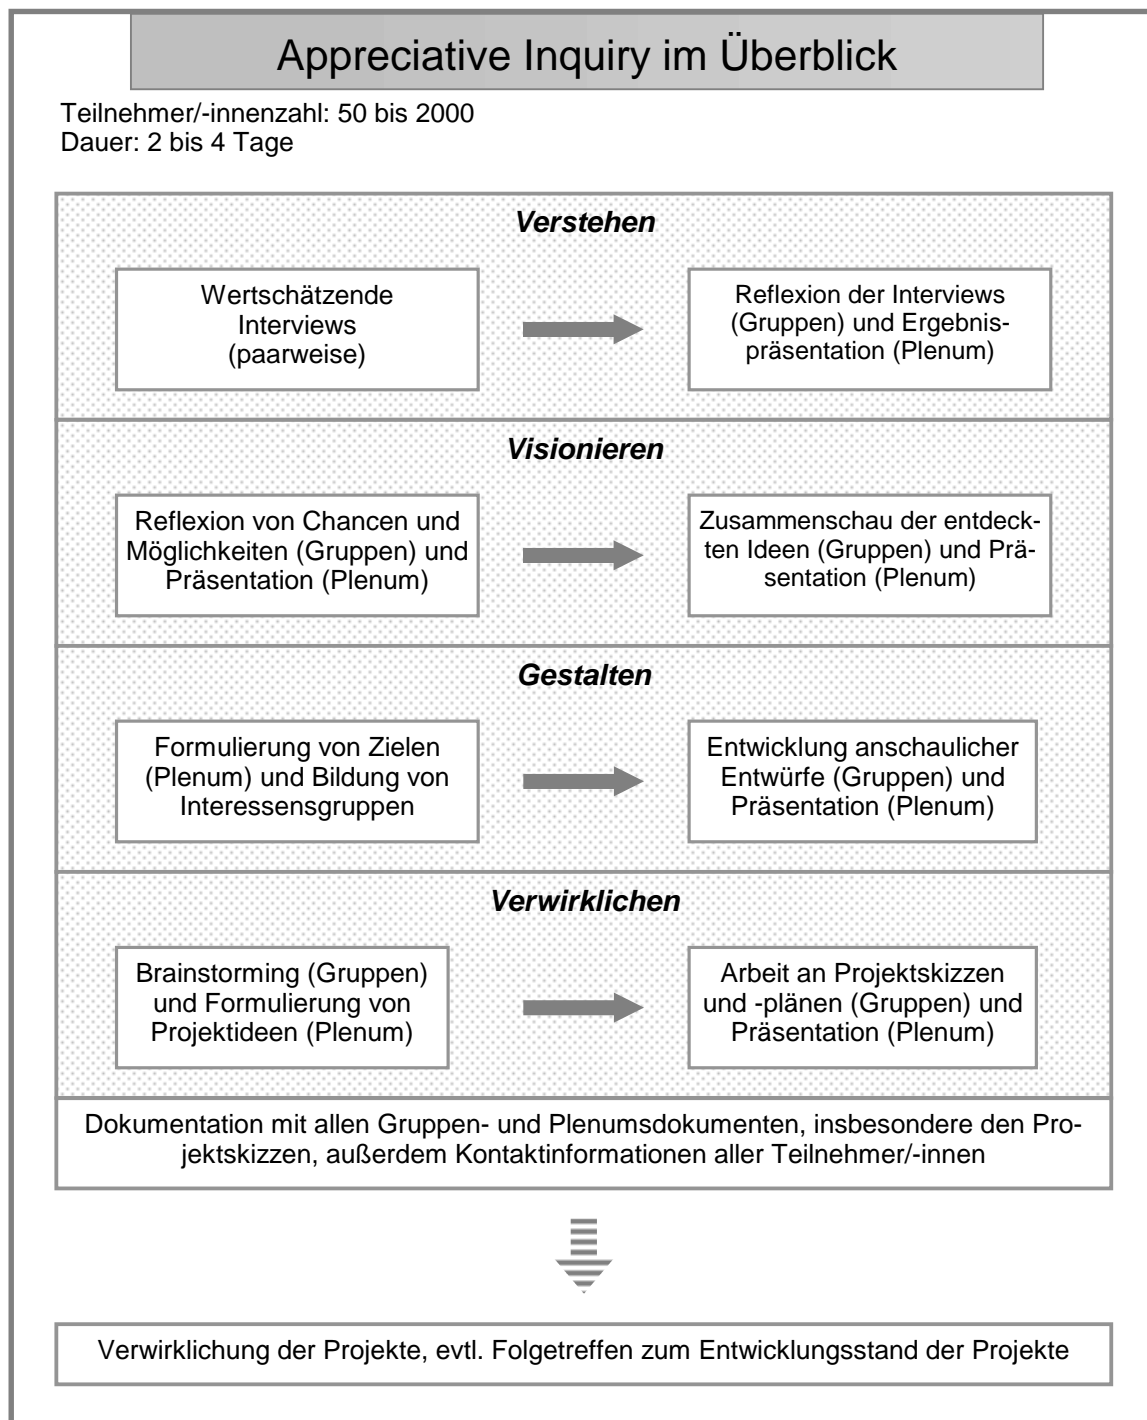 Appreciative Inquiry im Überblick
Teilnehmer/-innenzahl: 50 bis 2000
Dauer: 2 bis 4 Tage
Verstehen
Wertschätzende
Interviews
(paarweise)
Reflexion der Interviews
(Gruppen) und Ergebnis-
präsentation (Plenum)
Visionieren
Reflexion von Chancen und
Möglichkeiten (Gruppen) und
Präsentation (Plenum)
Zusammenschau der entdeck-
ten Ideen (Gruppen) und Prä-
sentation (Plenum)
Gestalten
Formulierung von Zielen
(Plenum) und Bildung von
Interessensgruppen
Entwicklung anschaulicher
Entwürfe (Gruppen) und
Präsentation (Plenum)
Verwirklichen
Brainstorming (Gruppen)
und Formulierung von
Projektideen (Plenum)
Arbeit an Projektskizzen
und -plänen (Gruppen) und
Präsentation (Plenum)
Dokumentation mit allen Gruppen- und Plenumsdokumenten, insbesondere den Pro-
jektskizzen, außerdem Kontaktinformationen aller Teilnehmer/-innen
Verwirklichung der Projekte, evtl. Folgetreffen zum Entwicklungsstand der Projekte